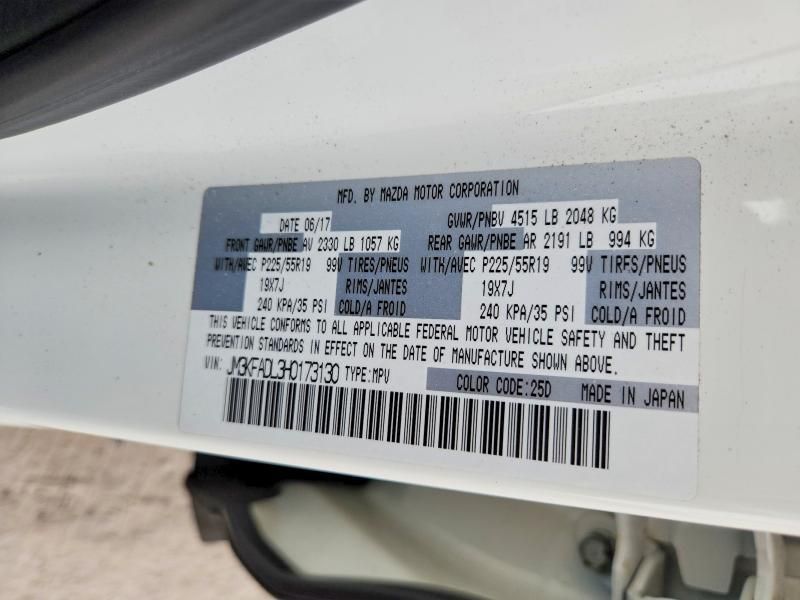 MFD. BY MAZDA MOTOR CORPORATION
DATE 06/17 GVWR/PNBV 4515 LB 2048 KG
FRONT GAWR/PNBE AV 2330 LB 1057 KG REAR GAWR/PNBE AR 2191 LB 994 KG
WITH/AVEC P225/55R19 99V TIRES/PNEUS WITH/AVEC P225/55R19 99V TIRES/PNEUS
19X7J RIMS/JANTES 19X7J RIMS/JANTES
240 KPA/35 PSI COLD/A FROID 240 KPA/35 PSI COLD/A FROID
THIS VEHICLE CONFORMS TO ALL APPLICABLE FEDERAL MOTOR VEHICLE SAFETY AND THEFT
PREVENTION STANDARDS IN EFFECT ON THE DATE OF MANUFACTURE SHOWN ABOVE.
VIN: JM3KFADL3H0173130 TYPE:MPV COLOR CODE:25D MADE IN JAPAN